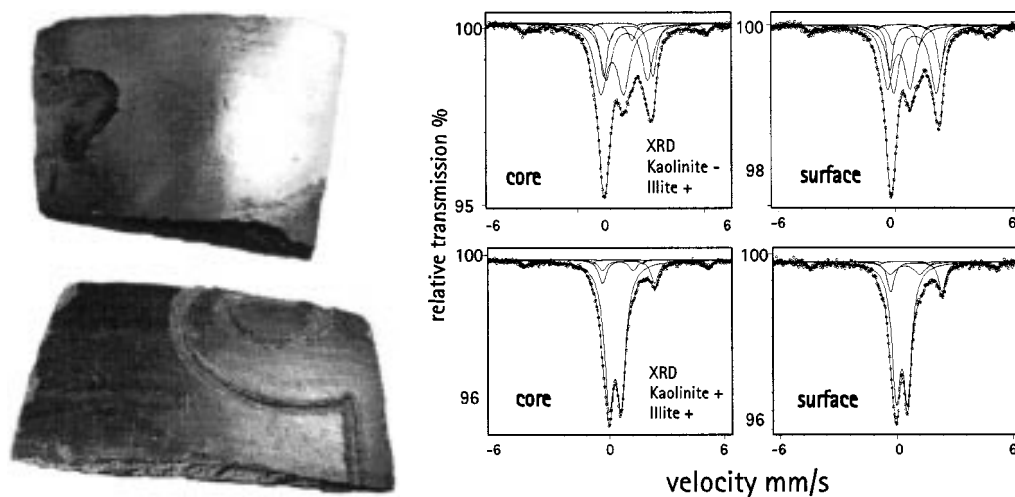 relative transmission %
100
95
core
XRD
Kaolinite -
Illite +
-6 0 6
100
98
surface
-6 0 6
100
96
core
XRD
Kaolinite +
Illite +
-6 0 6
100
96
surface
-6 0 6
velocity mm/s